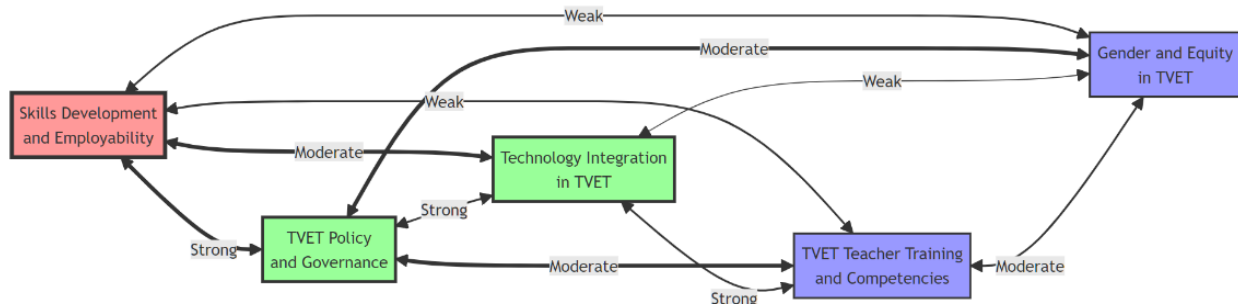 Weak
Moderate
Gender and Equity
in TVET
Weak
Skills Development
and Employability
Weak
Moderate
Technology Integration
in TVET
Strong
TVET Policy
and Governance
Strong
Moderate
TVET Teacher Training
and Competencies
Moderate
Strong